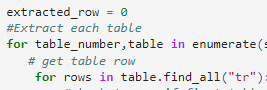 extracted_row = 0
#Extract each table
for table_number,table in enumerate(
# get table row
for rows in table.find_all("tr"):